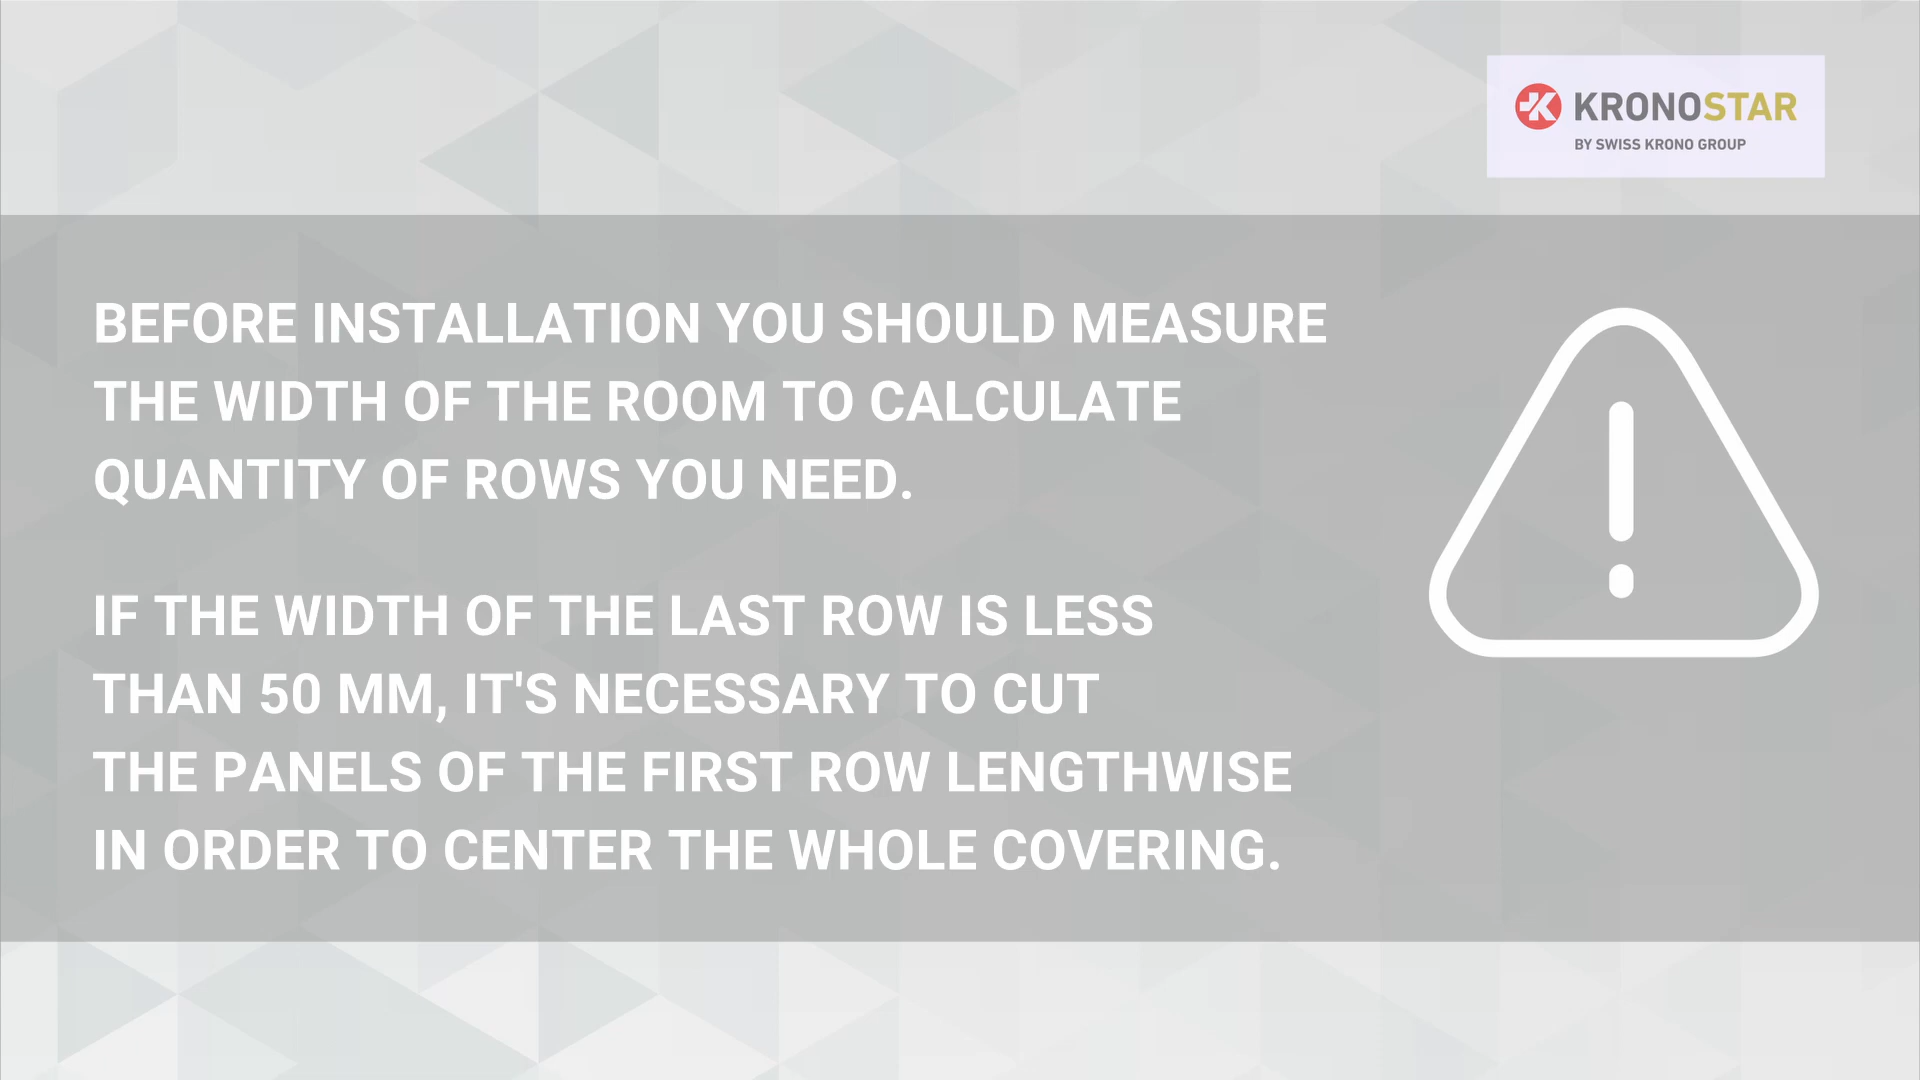 KRONOSTAR
BY SWISS KRONO GROUP
BEFORE INSTALLATION YOU SHOULD MEASURE
THE WIDTH OF THE ROOM TO CALCULATE
QUANTITY OF ROWS YOU NEED.
IF THE WIDTH OF THE LAST ROW IS LESS
THAN 50 MM, IT'S NECESSARY TO CUT
THE PANELS OF THE FIRST ROW LENGTHWISE
IN ORDER TO CENTER THE WHOLE COVERING.